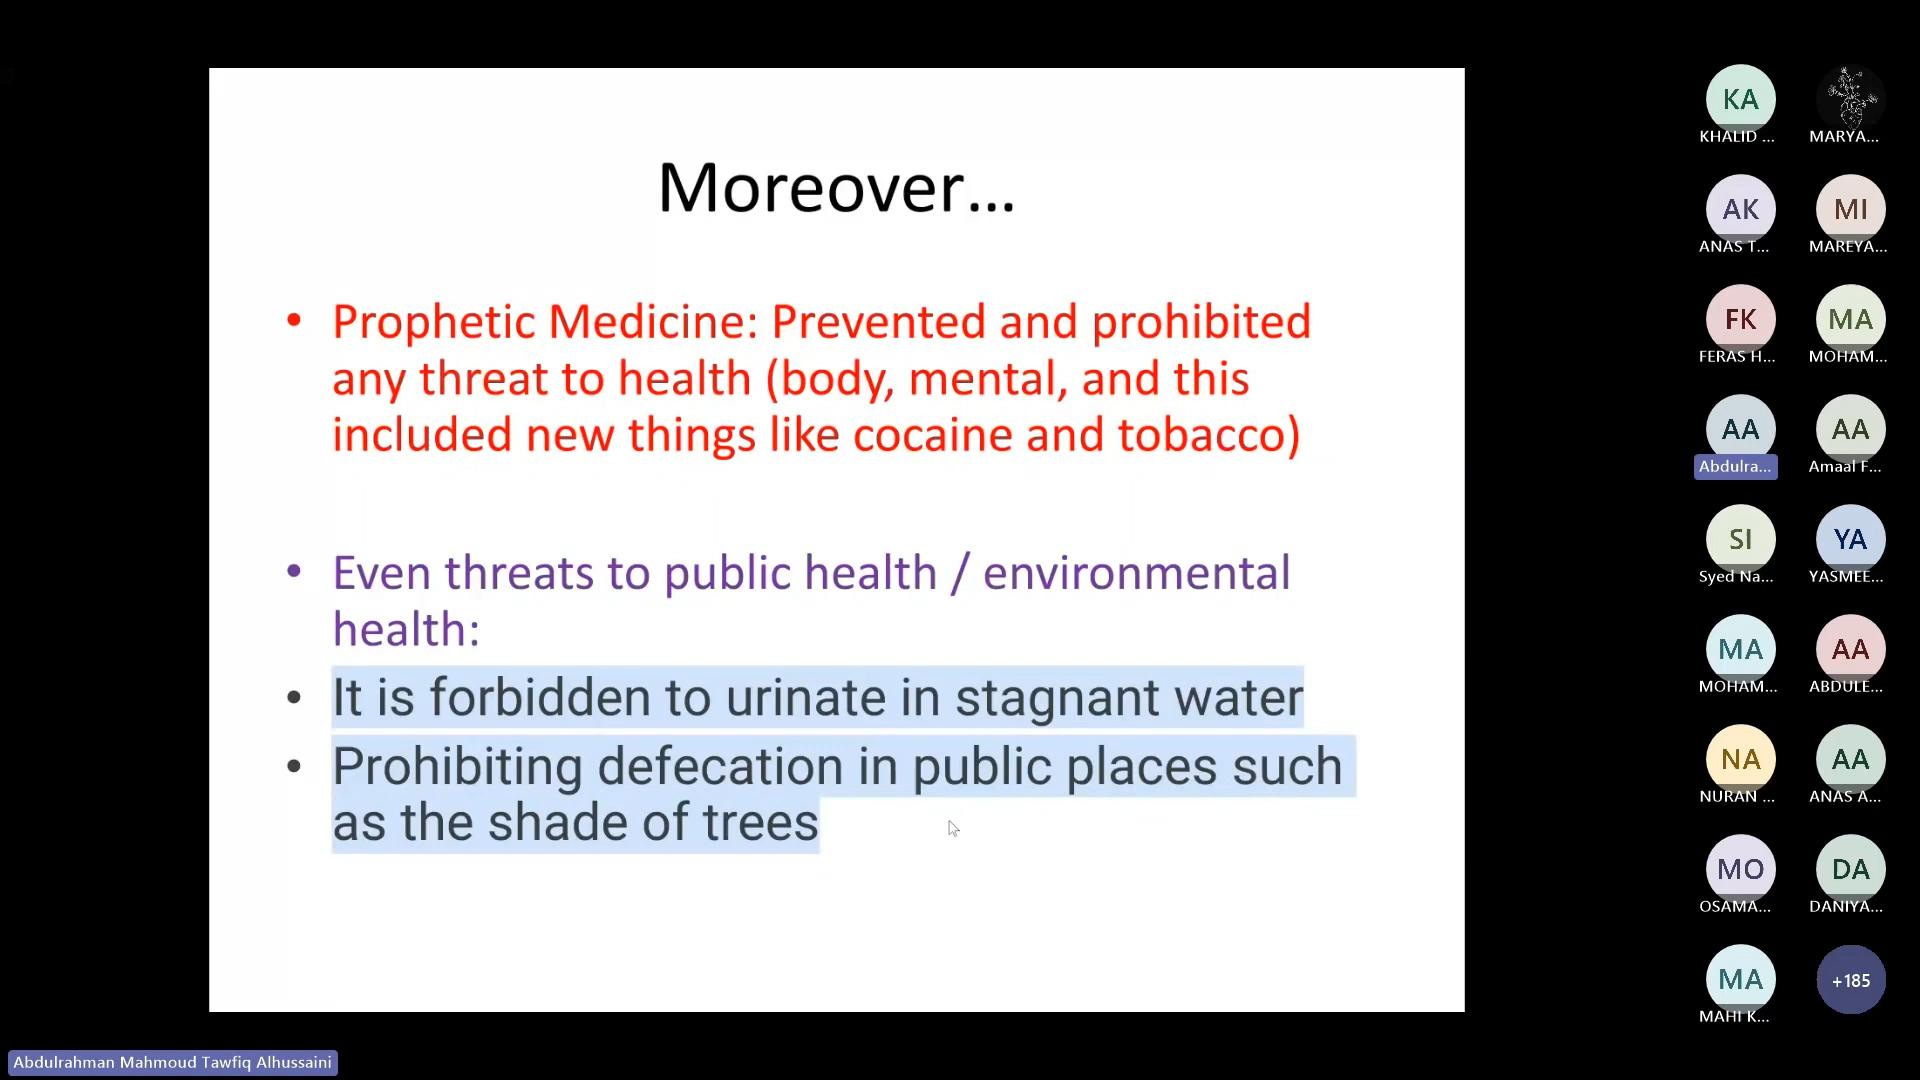 Moreover...
• Prophetic Medicine: Prevented and prohibited
any threat to health (body, mental, and this
included new things like cocaine and tobacco)
• Even threats to public health / environmental
health:
• It is forbidden to urinate in stagnant water
• Prohibiting defecation in public places such
as the shade of trees
KA
KHALID ...
MARYA...
AK
ANAS T...
MI
MAREYA...
FK
FERAS H...
MA
MOHAM...
AA
Abdulra...
AA
Amaal F...
SI
Syed Na...
YA
YASMEE...
MA
MOHAM...
AA
ABDULE...
NA
NURAN ...
AA
ANAS A...
MO
OSAMA...
DA
DANIYA...
MA
MAHI K...
+185
Abdulrahman Mahmoud Tawfiq Alhussaini